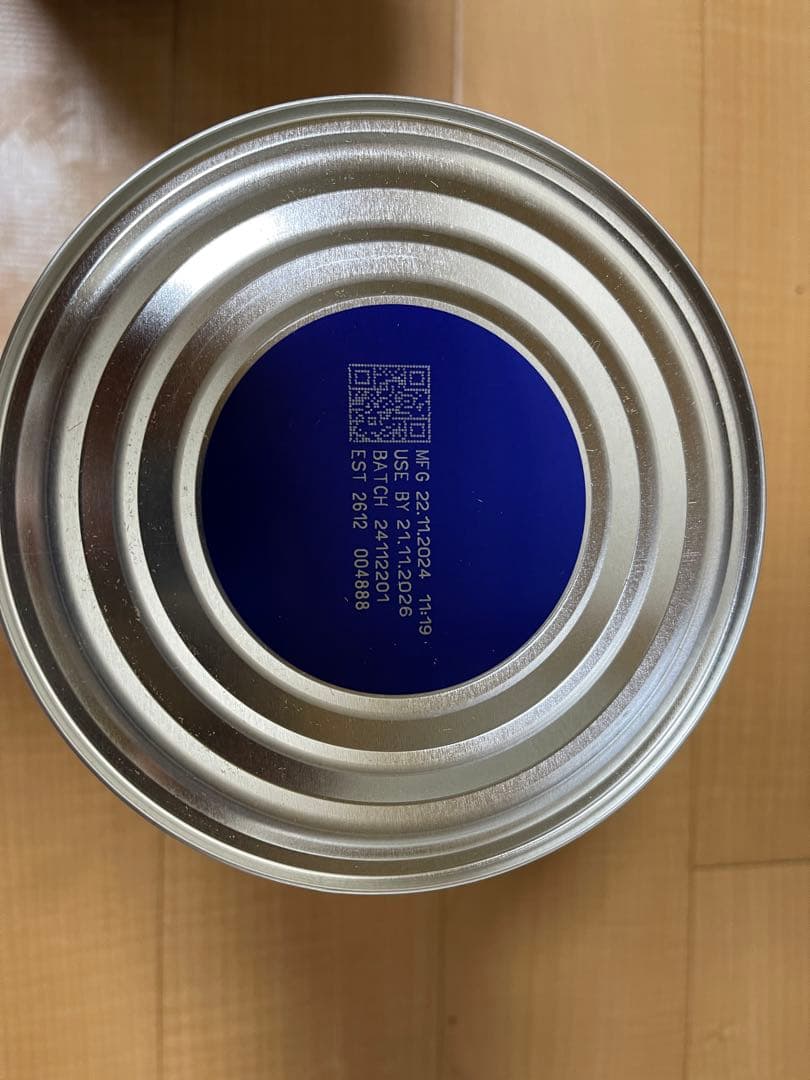 MFG 22.11.2024 11:19
USE BY 21.11.2026
BATCH 24112201
EST 2612 004888